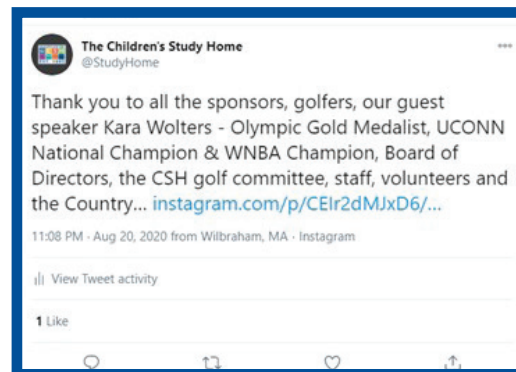 The Children's Study Home
@StudyHome
Thank you to all the sponsors, golfers, our guest
speaker Kara Wolters - Olympic Gold Medalist, UCONN
National Champion & WNBA Champion, Board of
Directors, the CSH golf committee, staff, volunteers and
the Country... instagram.com/p/CEIr2dMJxD6/...
11:08 PM · Aug 20, 2020 from Wilbraham, MA · Instagram
View Tweet activity
1 Like